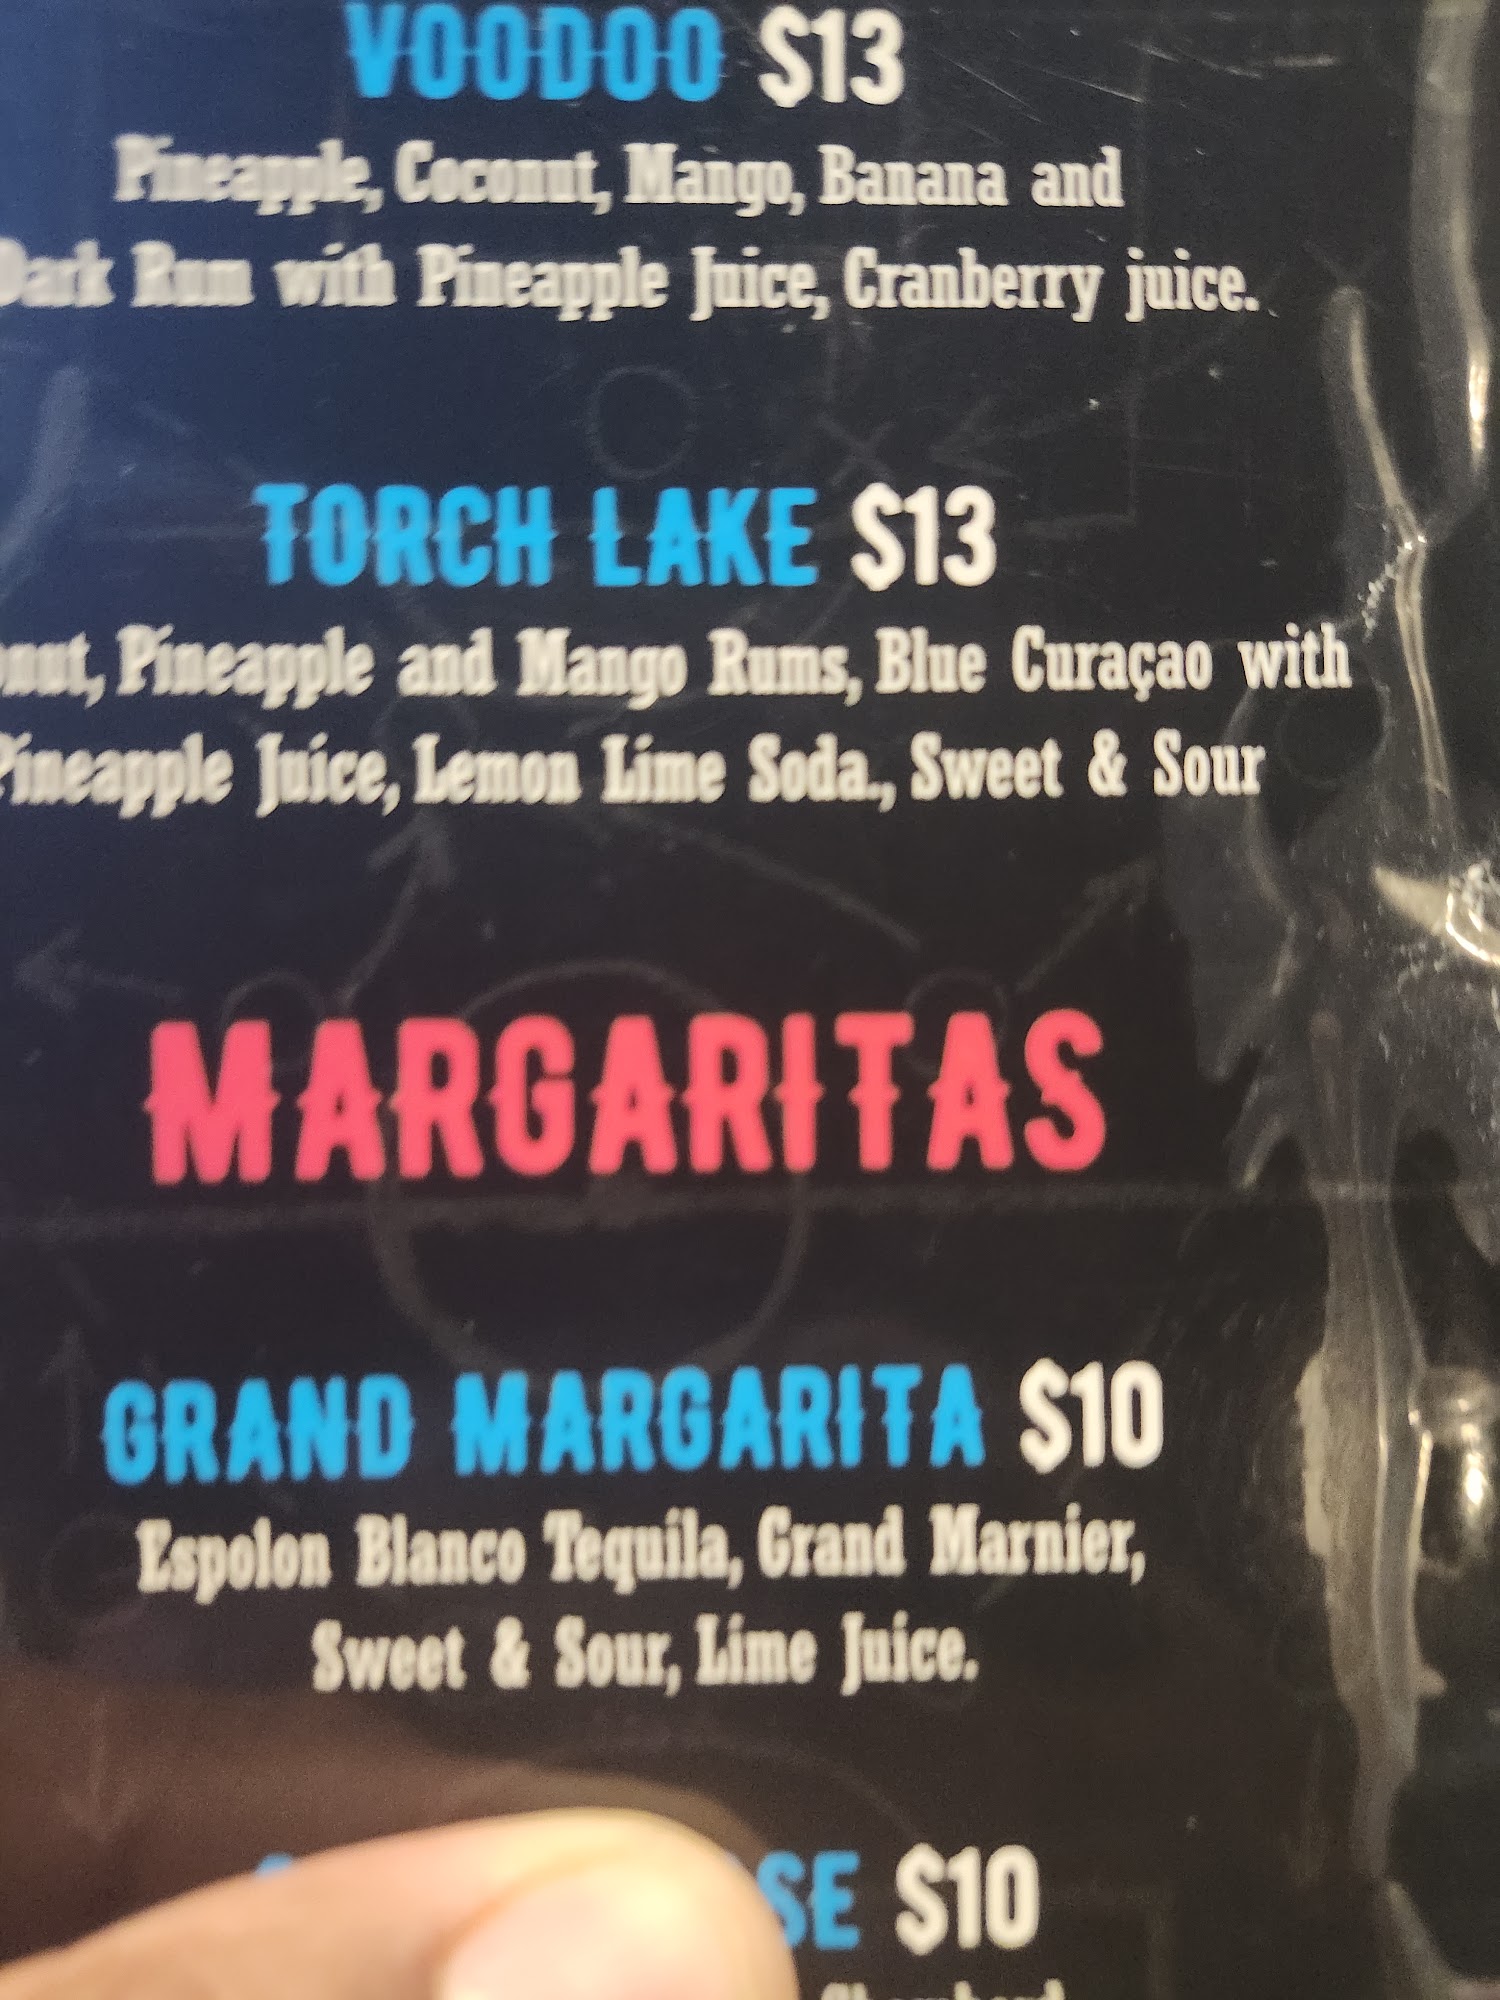 VOODOO $13
Pineapple, Coconut, Mango, Banana and
Dark Rum with Pineapple Juice, Cranberry juice.
TORCH LAKE $13
Pineapple and Mango Rums, Blue Curaçao with
Pineapple Juice, Lemon Lime Soda., Sweet & Sour
MARGARITAS
GRAND MARGARITA $10
Espolon Blanco Tequila, Grand Marnier,
Sweet & Sour, Lime Juice.
$10